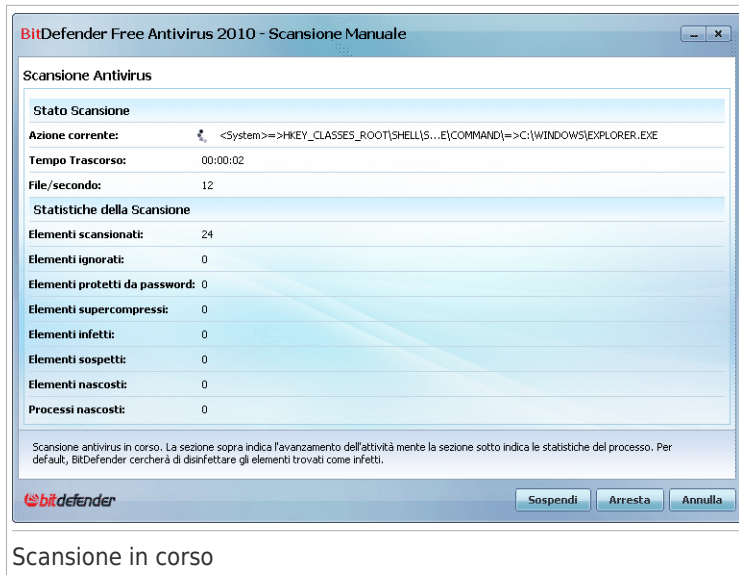 BitDefender Free Antivirus 2010 - Scansione Manuale
Scansione Antivirus
Stato Scansione
Azione corrente: <System>=>HKEY_CLASSES_ROOT\SHELL\S...E\COMMAND\=>C:\WINDOWS\EXPLORER.EXE
Tempo Trascorso: 00:00:02
File/secondo: 12
Statistiche della Scansione
Elementi scansionati: 24
Elementi ignorati: 0
Elementi protetti da password: 0
Elementi supercompressi: 0
Elementi infetti: 0
Elementi sospetti: 0
Elementi nascosti: 0
Processi nascosti: 0
Scansione antivirus in corso. La sezione sopra indica l'avanzamento dell'attività mente la sezione sotto indica le statistiche del processo. Per
default, BitDefender cercherà di disinfettare gli elementi trovati come infetti.
bitdefender Sospendi Arresta Annulla
Scansione in corso